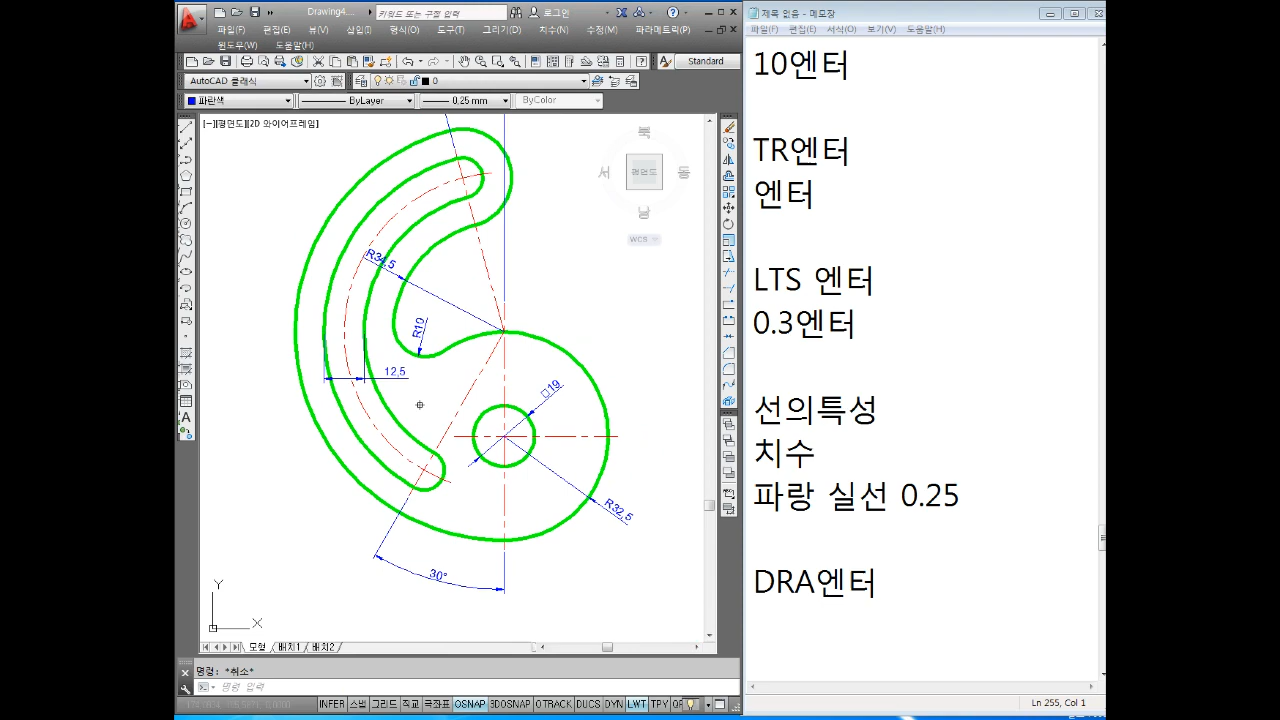 Drawing4...
키워드 또는 구절 입력
로그인
파일(F) 편집(E) 뷰(V) 삽입(I) 형식(O) 도구(T) 그리기(D) 치수(N) 수정(M) 파라메트릭(P)
윈도우(W) 도움말(H)
Standard
AutoCAD 클래식
0
파란색
ByLayer
0.25 mm
ByColor
[−][평면도][2D 와이어프레임]
북
서
평면도
동
남
WCS
R34,5
R10
12,5
□19
R32,5
30°
Y
X
모형 배치1 배치2
명령: *취소*
명령 입력
INFER 스냅 그리드 직교 극좌표 OSNAP 3DOSNAP OTRACK DUCS DYN LWT TPY
제목 없음 - 메모장
파일(F) 편집(E) 서식(O) 보기(V) 도움말(H)
10엔터
TR엔터
엔터
LTS 엔터
0.3엔터
선의특성
치수
파랑 실선 0.25
DRA엔터
Ln 255, Col 1